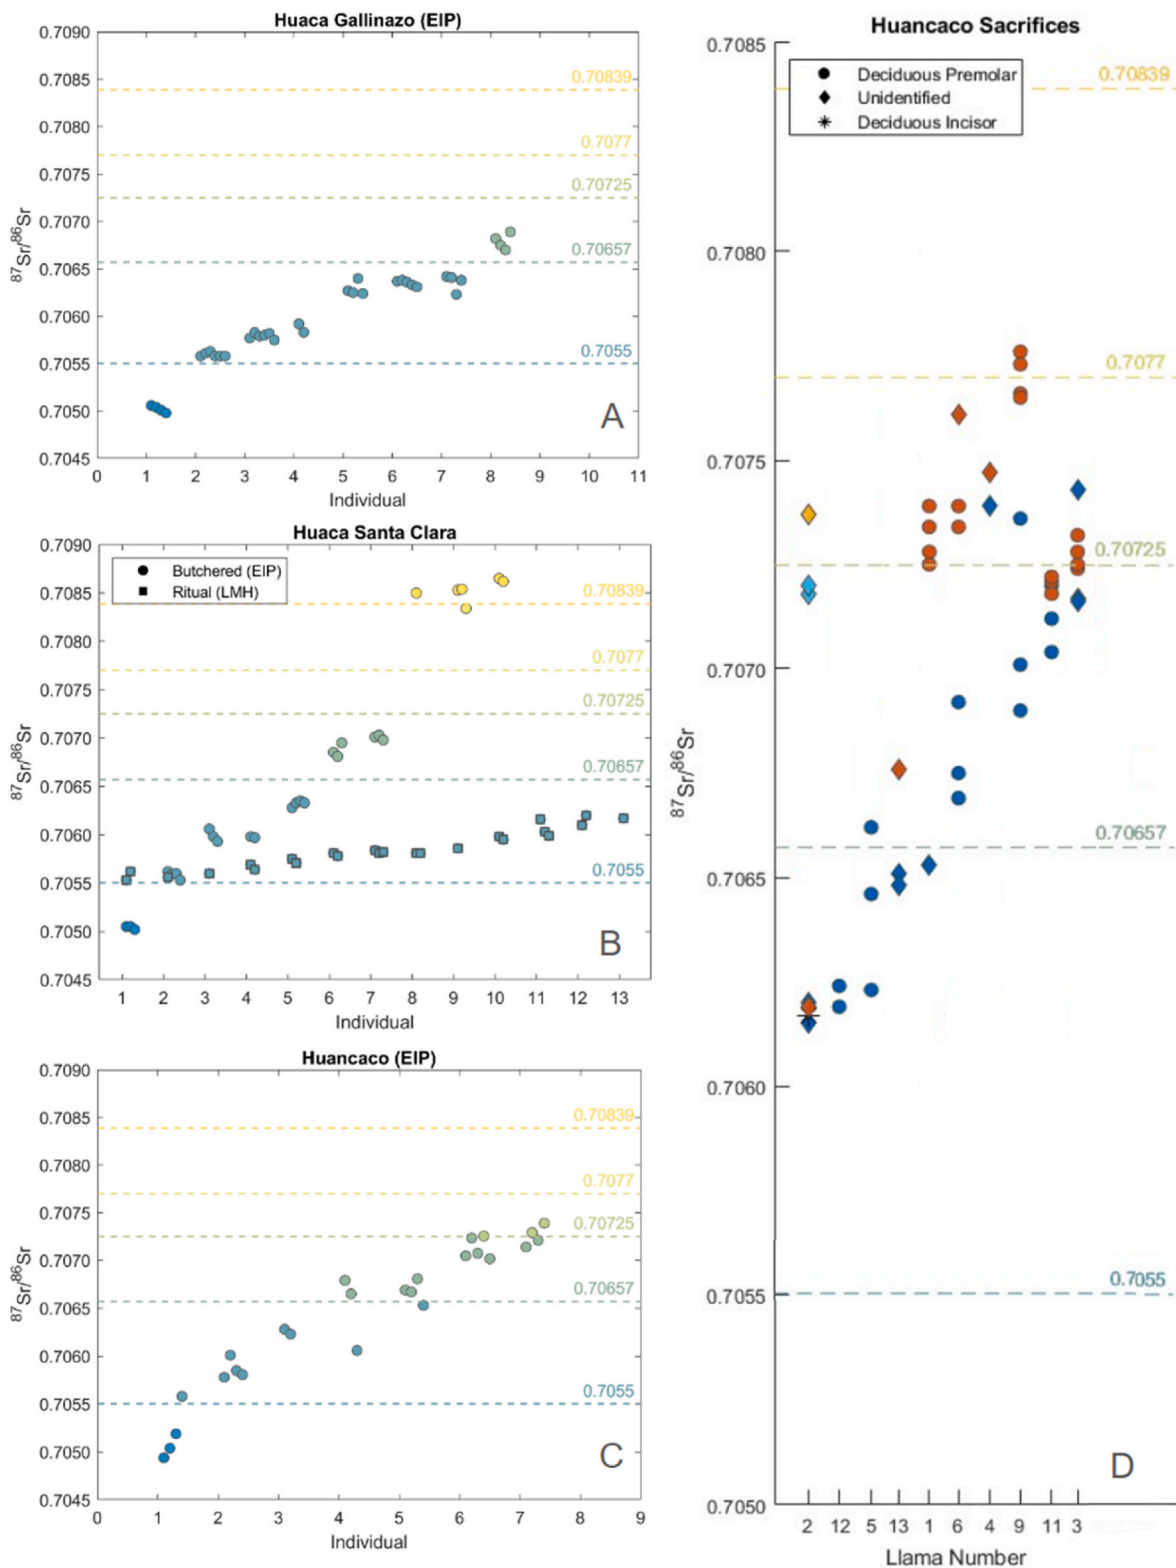 Huaca Gallinazo (EIP)
0.7090
0.7085
0.7080
0.7075
0.7070
0.7065
0.7060
0.7055
0.7050
0.7045
87Sr/86Sr
0.70839
0.7077
0.70725
0.70657
0.7055
A
0 1 2 3 4 5 6 7 8 9 10 11
Individual
Huaca Santa Clara
0.7090
0.7085
0.7080
0.7075
0.7070
0.7065
0.7060
0.7055
0.7050
0.7045
87Sr/86Sr
Butchered (EIP)
Ritual (LMH)
0.70839
0.7077
0.70725
0.70657
0.7055
B
1 2 3 4 5 6 7 8 9 10 11 12 13
Individual
Huancaco (EIP)
0.7090
0.7085
0.7080
0.7075
0.7070
0.7065
0.7060
0.7055
0.7050
0.7045
87Sr/86Sr
0.70839
0.7077
0.70725
0.70657
0.7055
C
0 1 2 3 4 5 6 7 8 9
Individual
Huancaco Sacrifices
0.7085
0.7080
0.7075
0.7070
0.7065
0.7060
0.7055
0.7050
87Sr/86Sr
Deciduous Premolar
Unidentified
Deciduous Incisor
0.70839
0.7077
0.70725
0.70657
0.7055
D
2 12 5 13 1 6 4 9 11 3
Llama Number